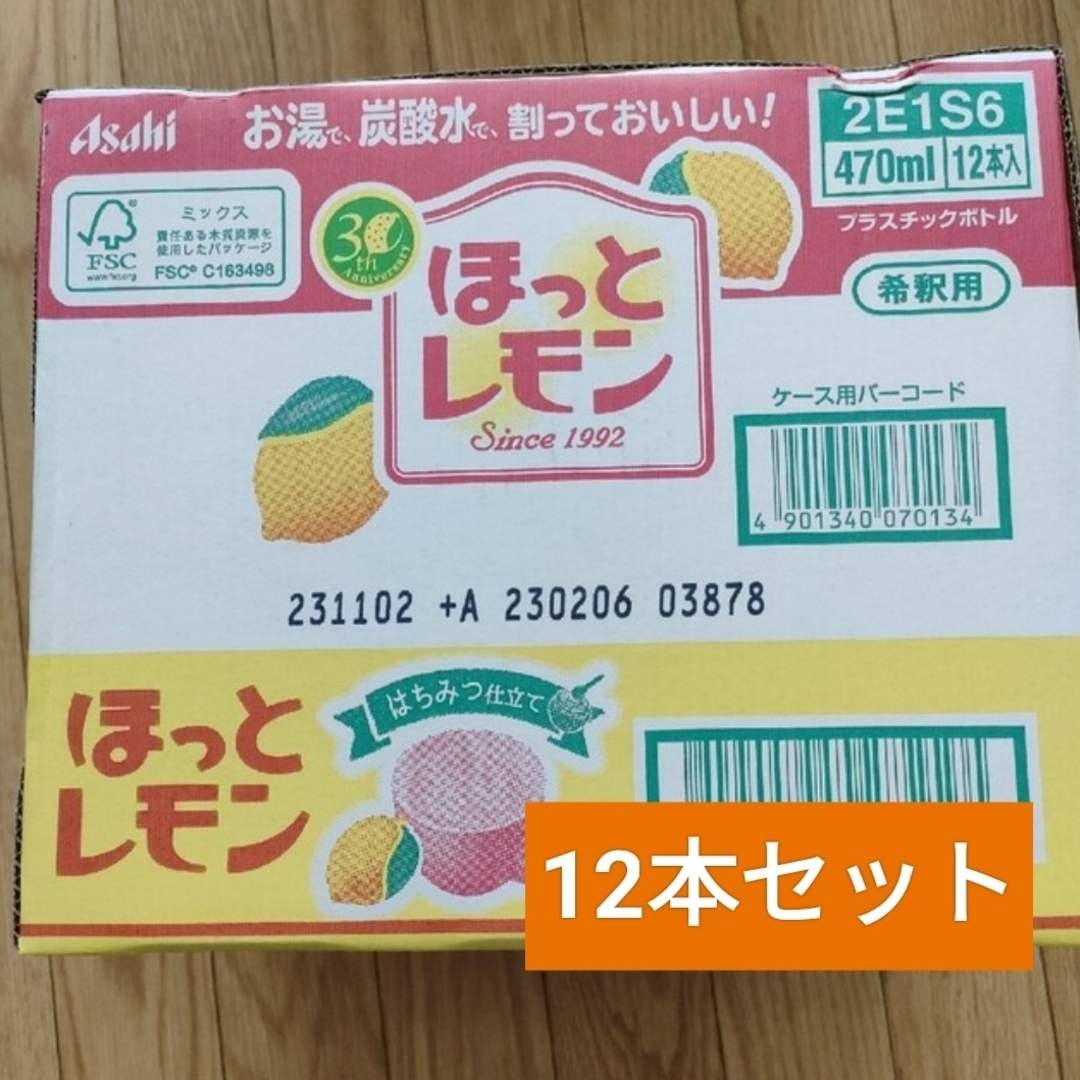 Asahi
お湯で、炭酸水で、割っておいしい!
2E1S6
470ml 12本入
プラスチックボトル
希釈用
ミックス
責任ある木質資源を
使用したパッケージ
FSC® C163498
FSC
www.fsc.org
30
th
Anniversary
ほっと
レモン
Since 1992
ケース用バーコード
4 901340 070134
231102 +A 230206 03878
はちみつ仕立て
ほっと
レモン
12本セット